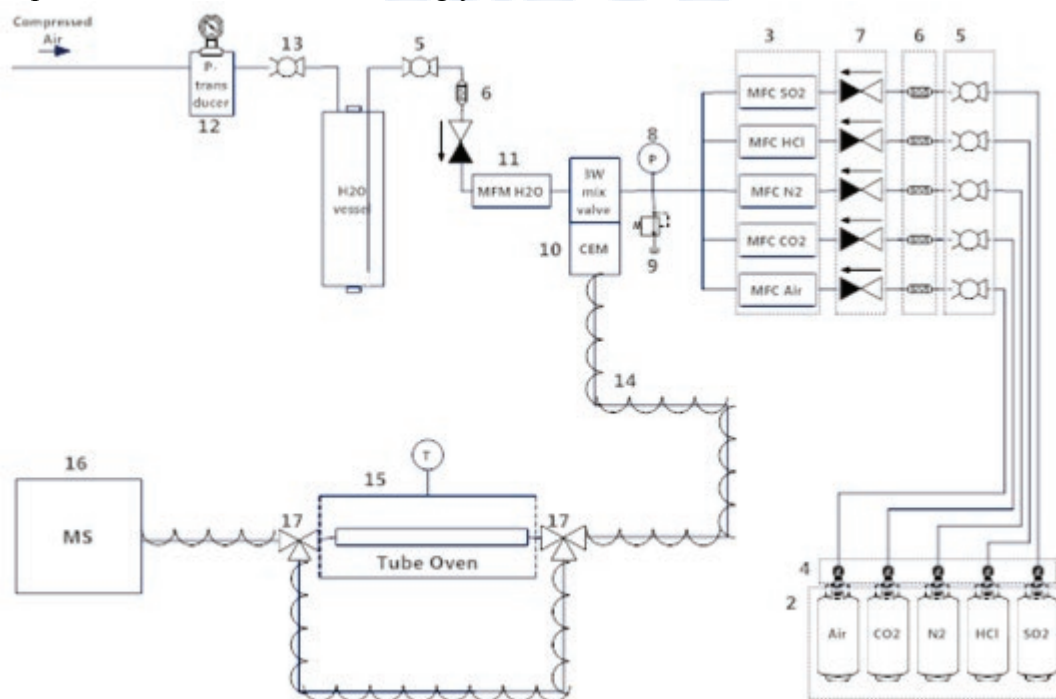 Compressed
Air
13
5
3
7
6
5
P-
trans
ducer
12
6
8
P
MFC SO2
MFC HCl
MFC N2
MFC CO2
MFC Air
H2O
vessel
11
MFM H2O
3W
mix
valve
10
CEM
9
14
16
MS
15
T
17
17
Tube Oven
4
2
Air
CO2
N2
HCl
SO2